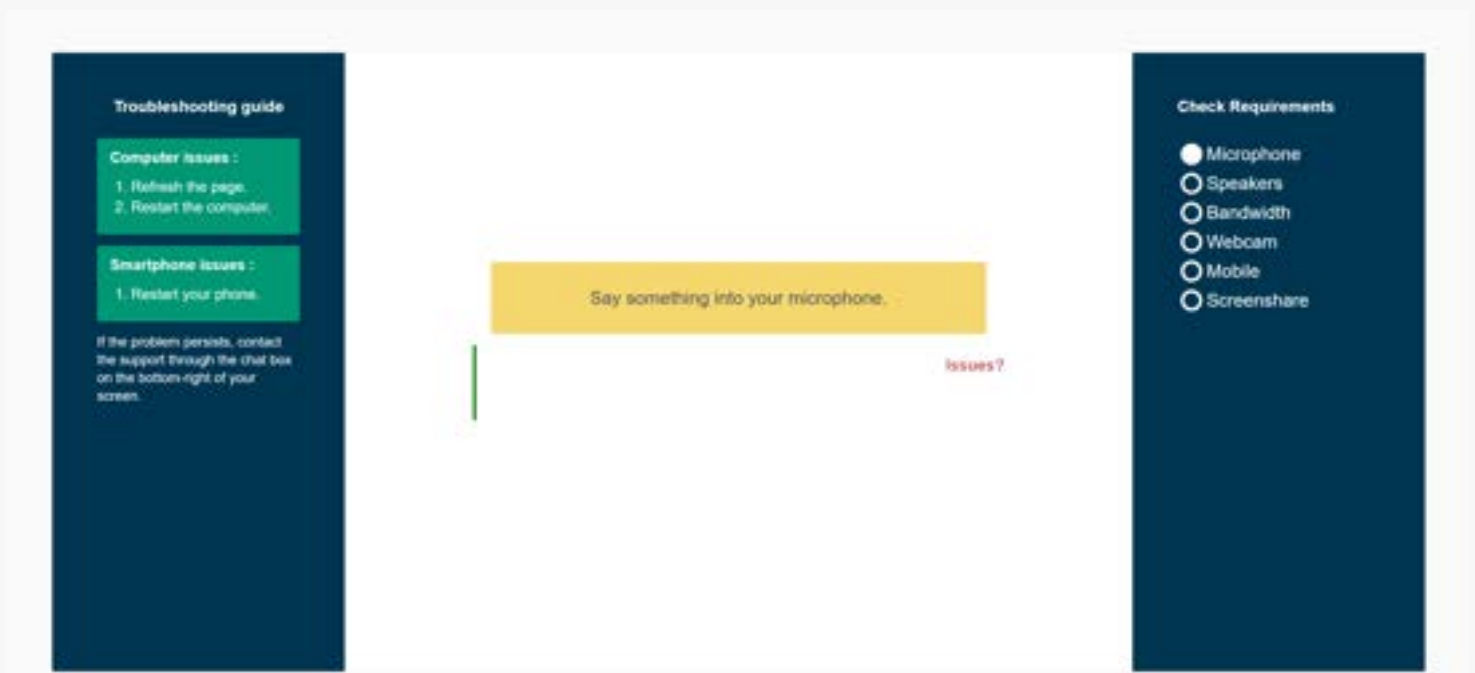 Troubleshooting guide
Computer issues :
1. Refresh the page.
2. Restart the computer.
Smartphone issues :
1. Restart your phone.
If the problem persists, contact
the support through the chat box
on the bottom-right of your
screen.
Say something into your microphone.
Issues?
Check Requirements
Microphone
Speakers
Bandwidth
Webcam
Mobile
Screenshare